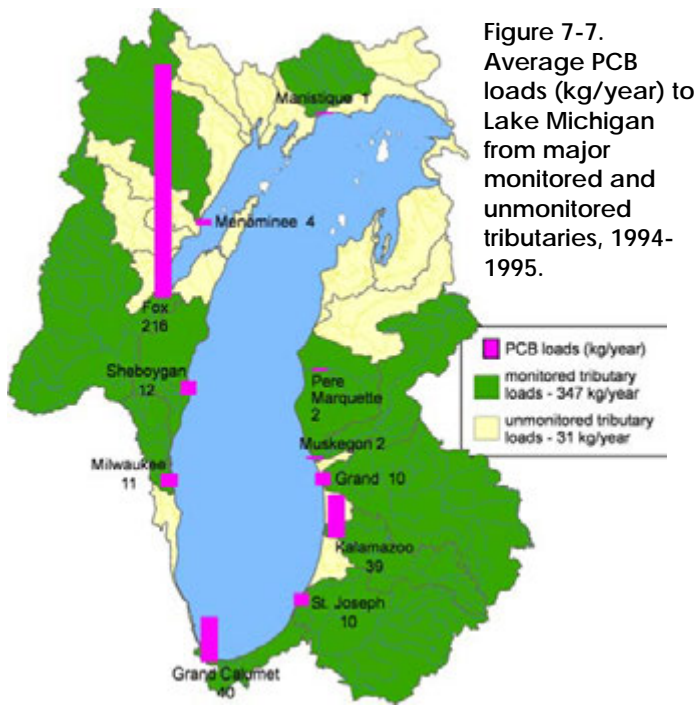 Figure 7-7.
Average PCB
loads (kg/year) to
Lake Michigan
from major
monitored and
unmonitored
tributaries, 1994-
1995.
Manistique 1
Menominee 4
Fox
216
Sheboygan
12
Pere
Marquette
2
Muskegon 2
Milwaukee
11
Grand 10
Kalamazoo
39
St. Joseph
10
Grand Calumet
40
PCB loads (kg/year)
monitored tributary
loads - 347 kg/year
unmonitored tributary
loads - 31 kg/year